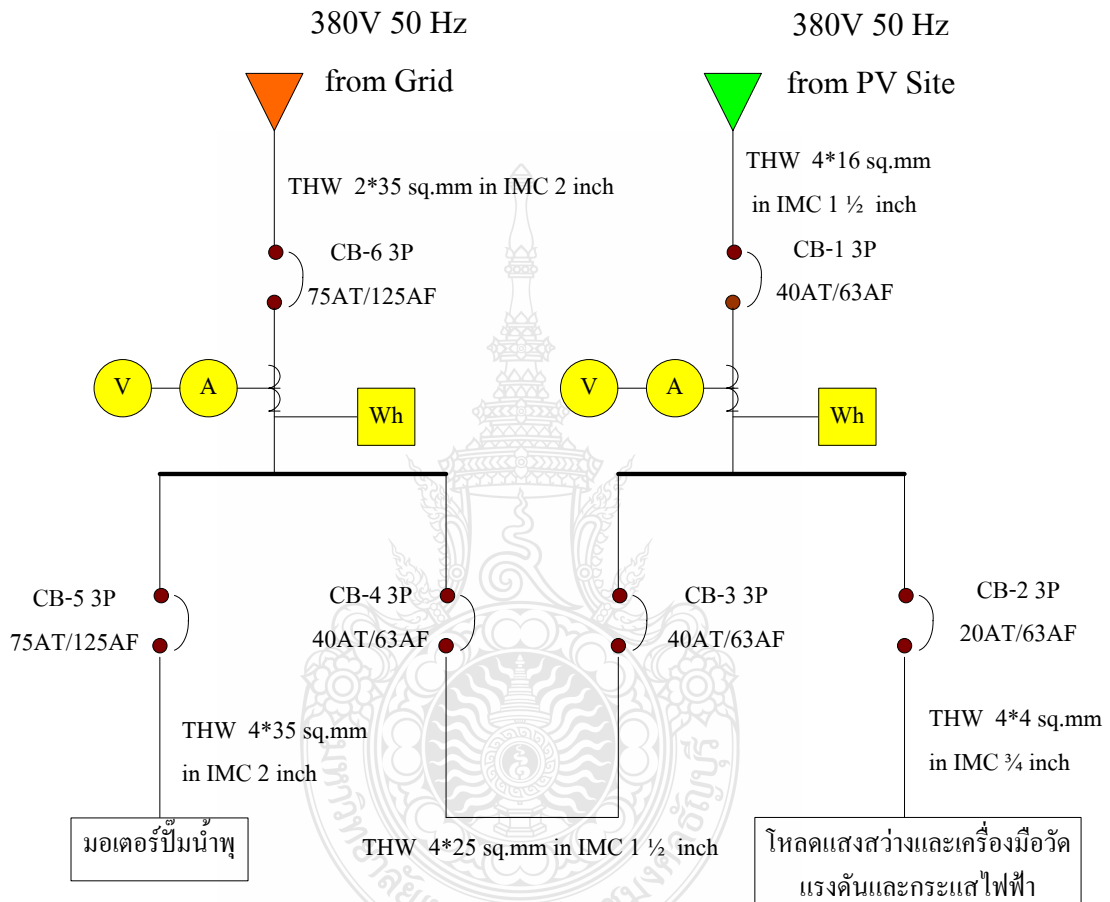 380V 50 Hz
from Grid
380V 50 Hz
from PV Site
THW 2*35 sq.mm in IMC 2 inch
THW 4*16 sq.mm
in IMC 1 ½ inch
CB-6 3P
75AT/125AF
CB-1 3P
40AT/63AF
V
A
Wh
V
A
Wh
CB-5 3P
75AT/125AF
CB-4 3P
40AT/63AF
CB-3 3P
40AT/63AF
CB-2 3P
20AT/63AF
THW 4*35 sq.mm
in IMC 2 inch
THW 4*4 sq.mm
in IMC ¾ inch
มอเตอร์ปั๊มน้ำพุ
THW 4*25 sq.mm in IMC 1 ½ inch
โหลดแสงสว่างและเครื่องมือวัด
แรงดันและกระแสไฟฟ้า